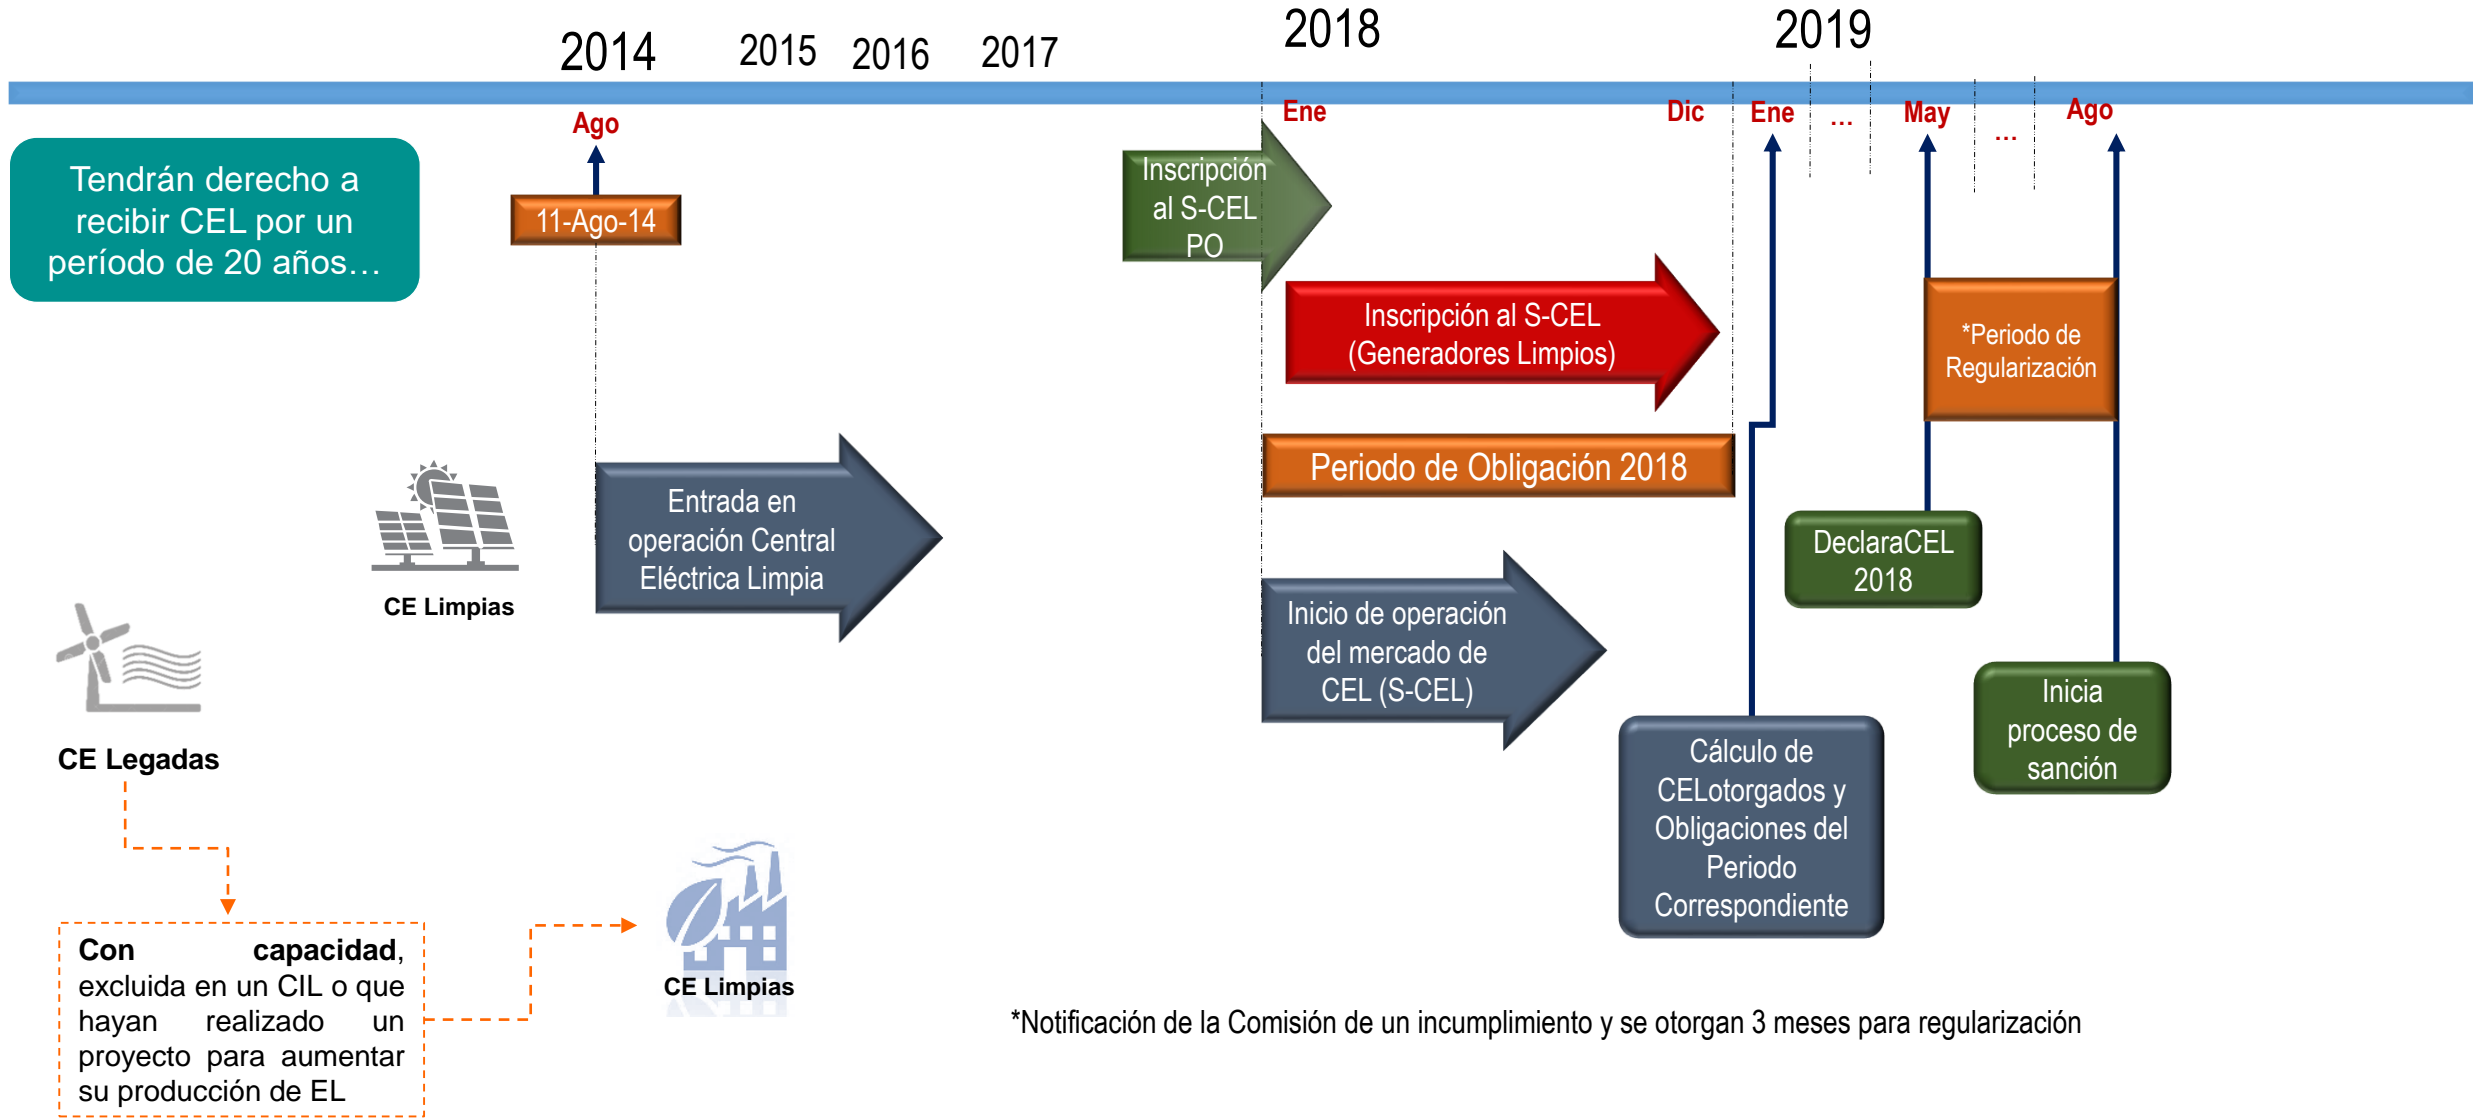 2014
2015
2016
2017
2018
2019
Ago
Ene
Dic
Ene
...
May
...
Ago
Tendrán derecho a
recibir CEL por un
período de 20 años…
11-Ago-14
Inscripción
al S-CEL
PO
Inscripción al S-CEL
(Generadores Limpios)
*Periodo de
Regularización
Periodo de Obligación 2018
Entrada en
operación Central
Eléctrica Limpia
CE Limpias
DeclaraCEL
2018
Inicio de operación
del mercado de
CEL (S-CEL)
Inicia
proceso de
sanción
CE Legadas
Cálculo de
CELotorgados y
Obligaciones del
Periodo
Correspondiente
Con capacidad,
excluida en un CIL o que
hayan realizado un
proyecto para aumentar
su producción de EL
CE Limpias
*Notificación de la Comisión de un incumplimiento y se otorgan 3 meses para regularización